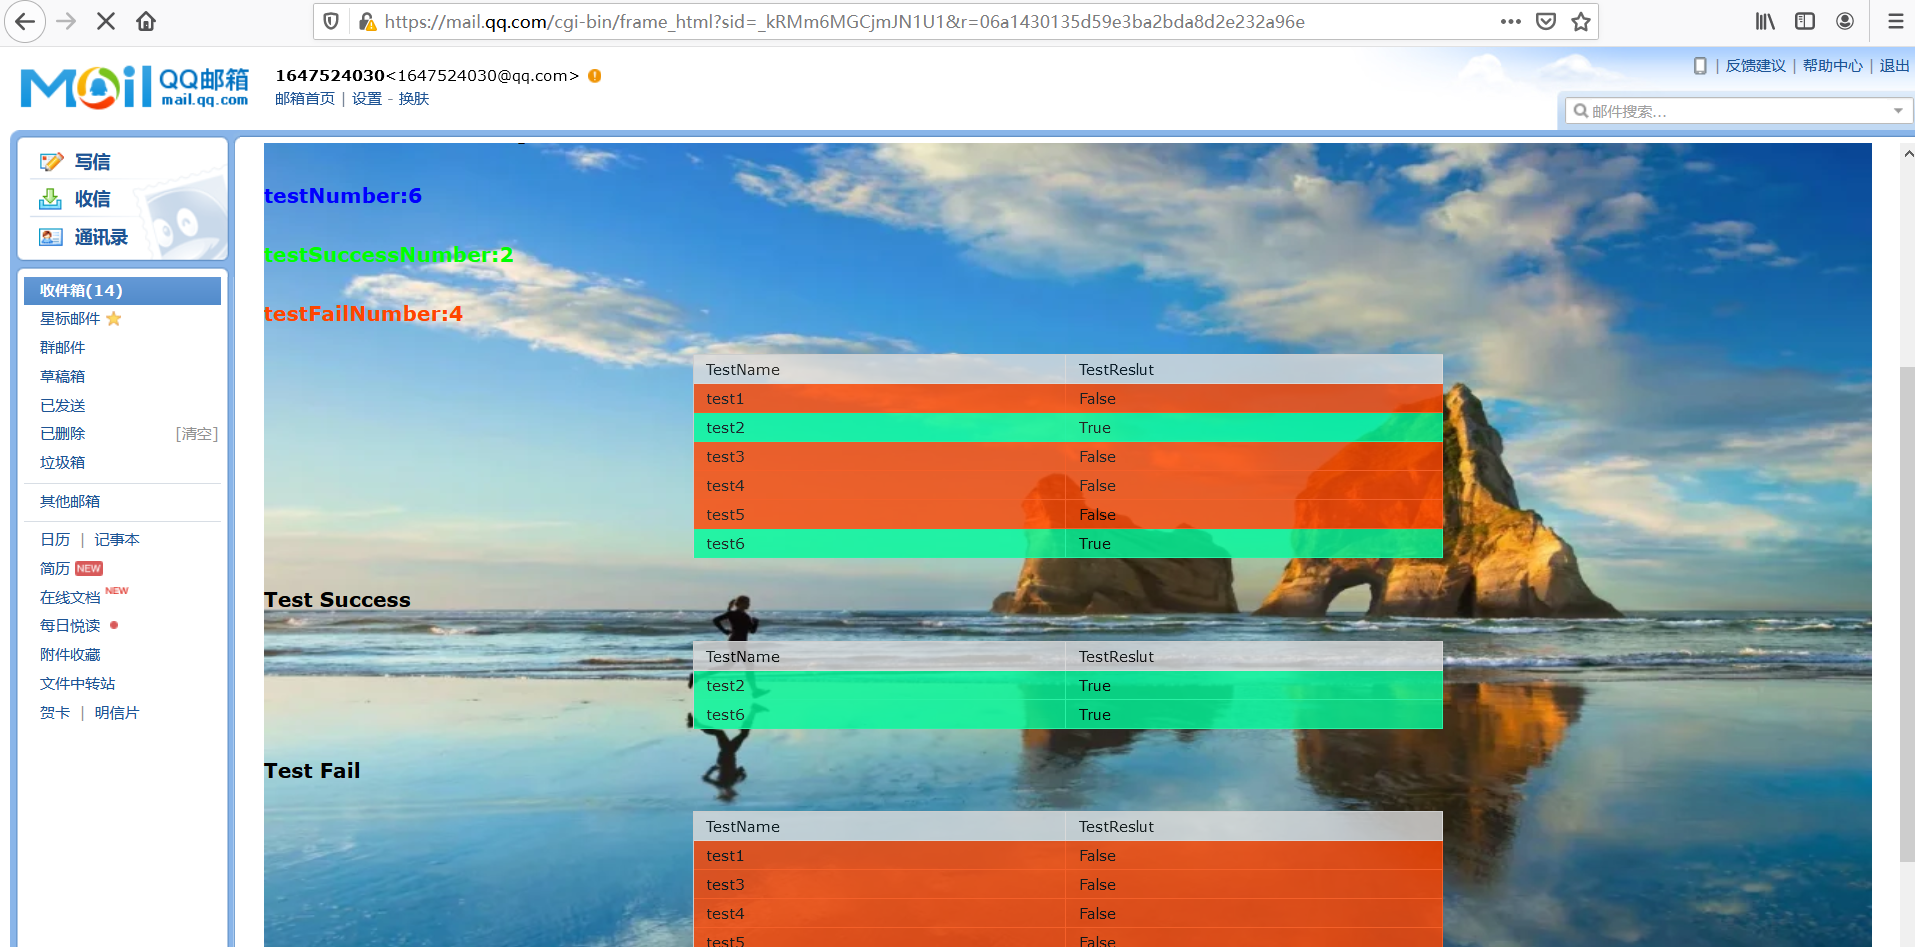 https://mail.qq.com/cgi-bin/frame_html?sid=_kRMm6MGCjmJN1U1&r=06a1430135d59e3ba2bda8d2e232a96e
Mail QQ邮箱
mail.qq.com
1647524030<1647524030@qq.com>
邮箱首页 | 设置 - 换肤
| 反馈建议 | 帮助中心 | 退出
邮件搜索...
写信
收信
通讯录
收件箱(14)
星标邮件
群邮件
草稿箱
已发送
已删除 [清空]
垃圾箱
其他邮箱
日历 | 记事本
简历 NEW
在线文档 NEW
每日悦读
附件收藏
文件中转站
贺卡 | 明信片
testNumber:6
testSuccessNumber:2
testFailNumber:4
TestName TestReslut
test1 False
test2 True
test3 False
test4 False
test5 False
test6 True
Test Success
TestName TestReslut
test2 True
test6 True
Test Fail
TestName TestReslut
test1 False
test3 False
test4 False
test5 False